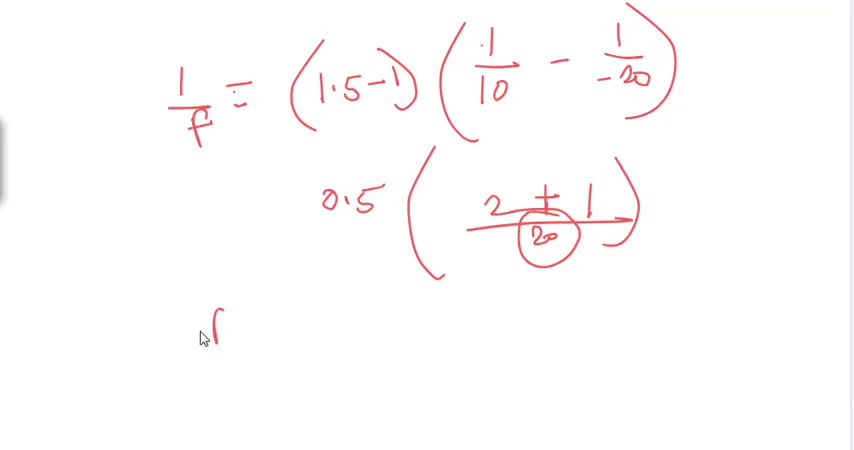 1/f = (1.5-1) (1/10 - 1/-20)
0.5 (2+1/20)